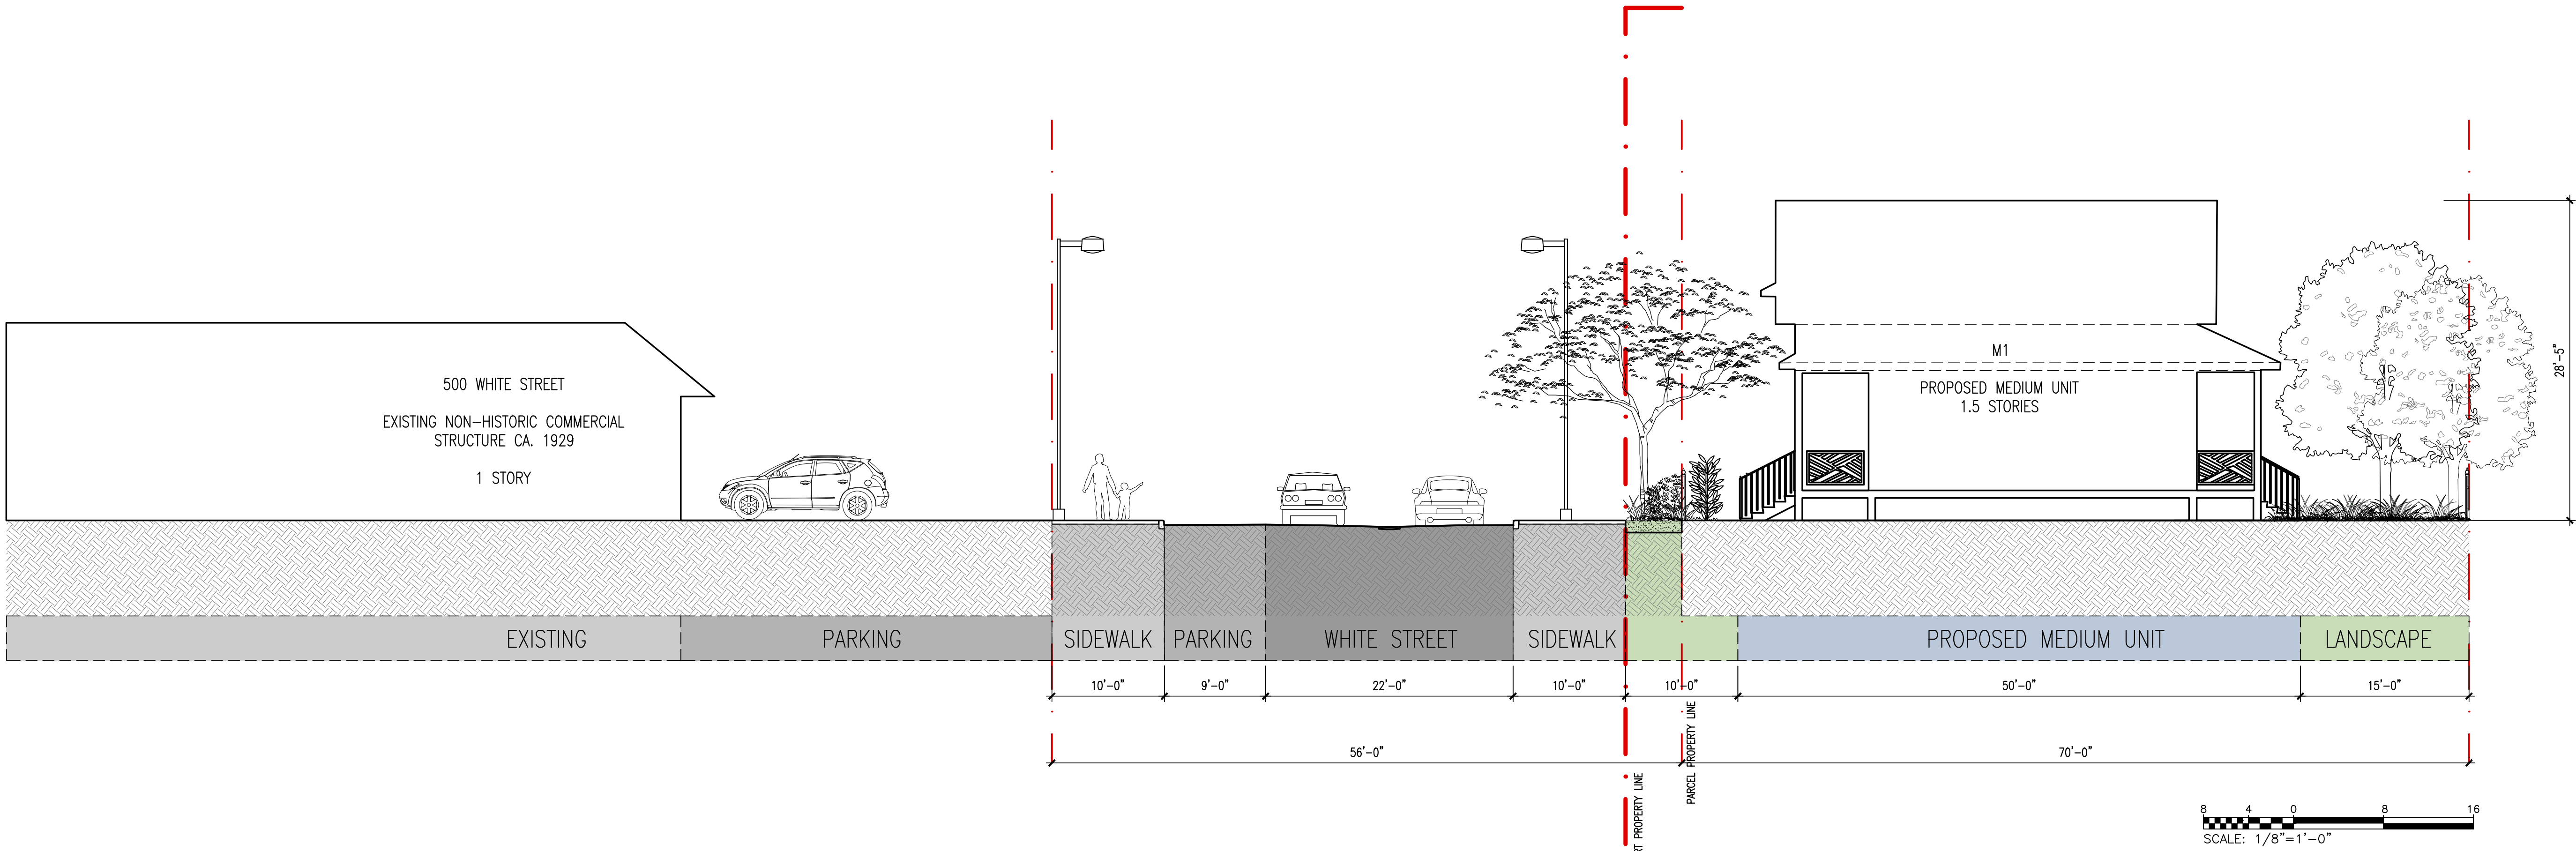 500 WHITE STREET
EXISTING NON-HISTORIC COMMERCIAL
STRUCTURE CA. 1929
1 STORY
M1
PROPOSED MEDIUM UNIT
1.5 STORIES
28'-5"
EXISTING
PARKING
SIDEWALK
PARKING
WHITE STREET
SIDEWALK
PROPOSED MEDIUM UNIT
LANDSCAPE
10'-0"
9'-0"
22'-0"
10'-0"
10'-0"
50'-0"
15'-0"
56'-0"
70'-0"
PARCEL PROPERTY LINE
RT PROPERTY LINE
8 4 0 8 16
SCALE: 1/8"=1'-0"